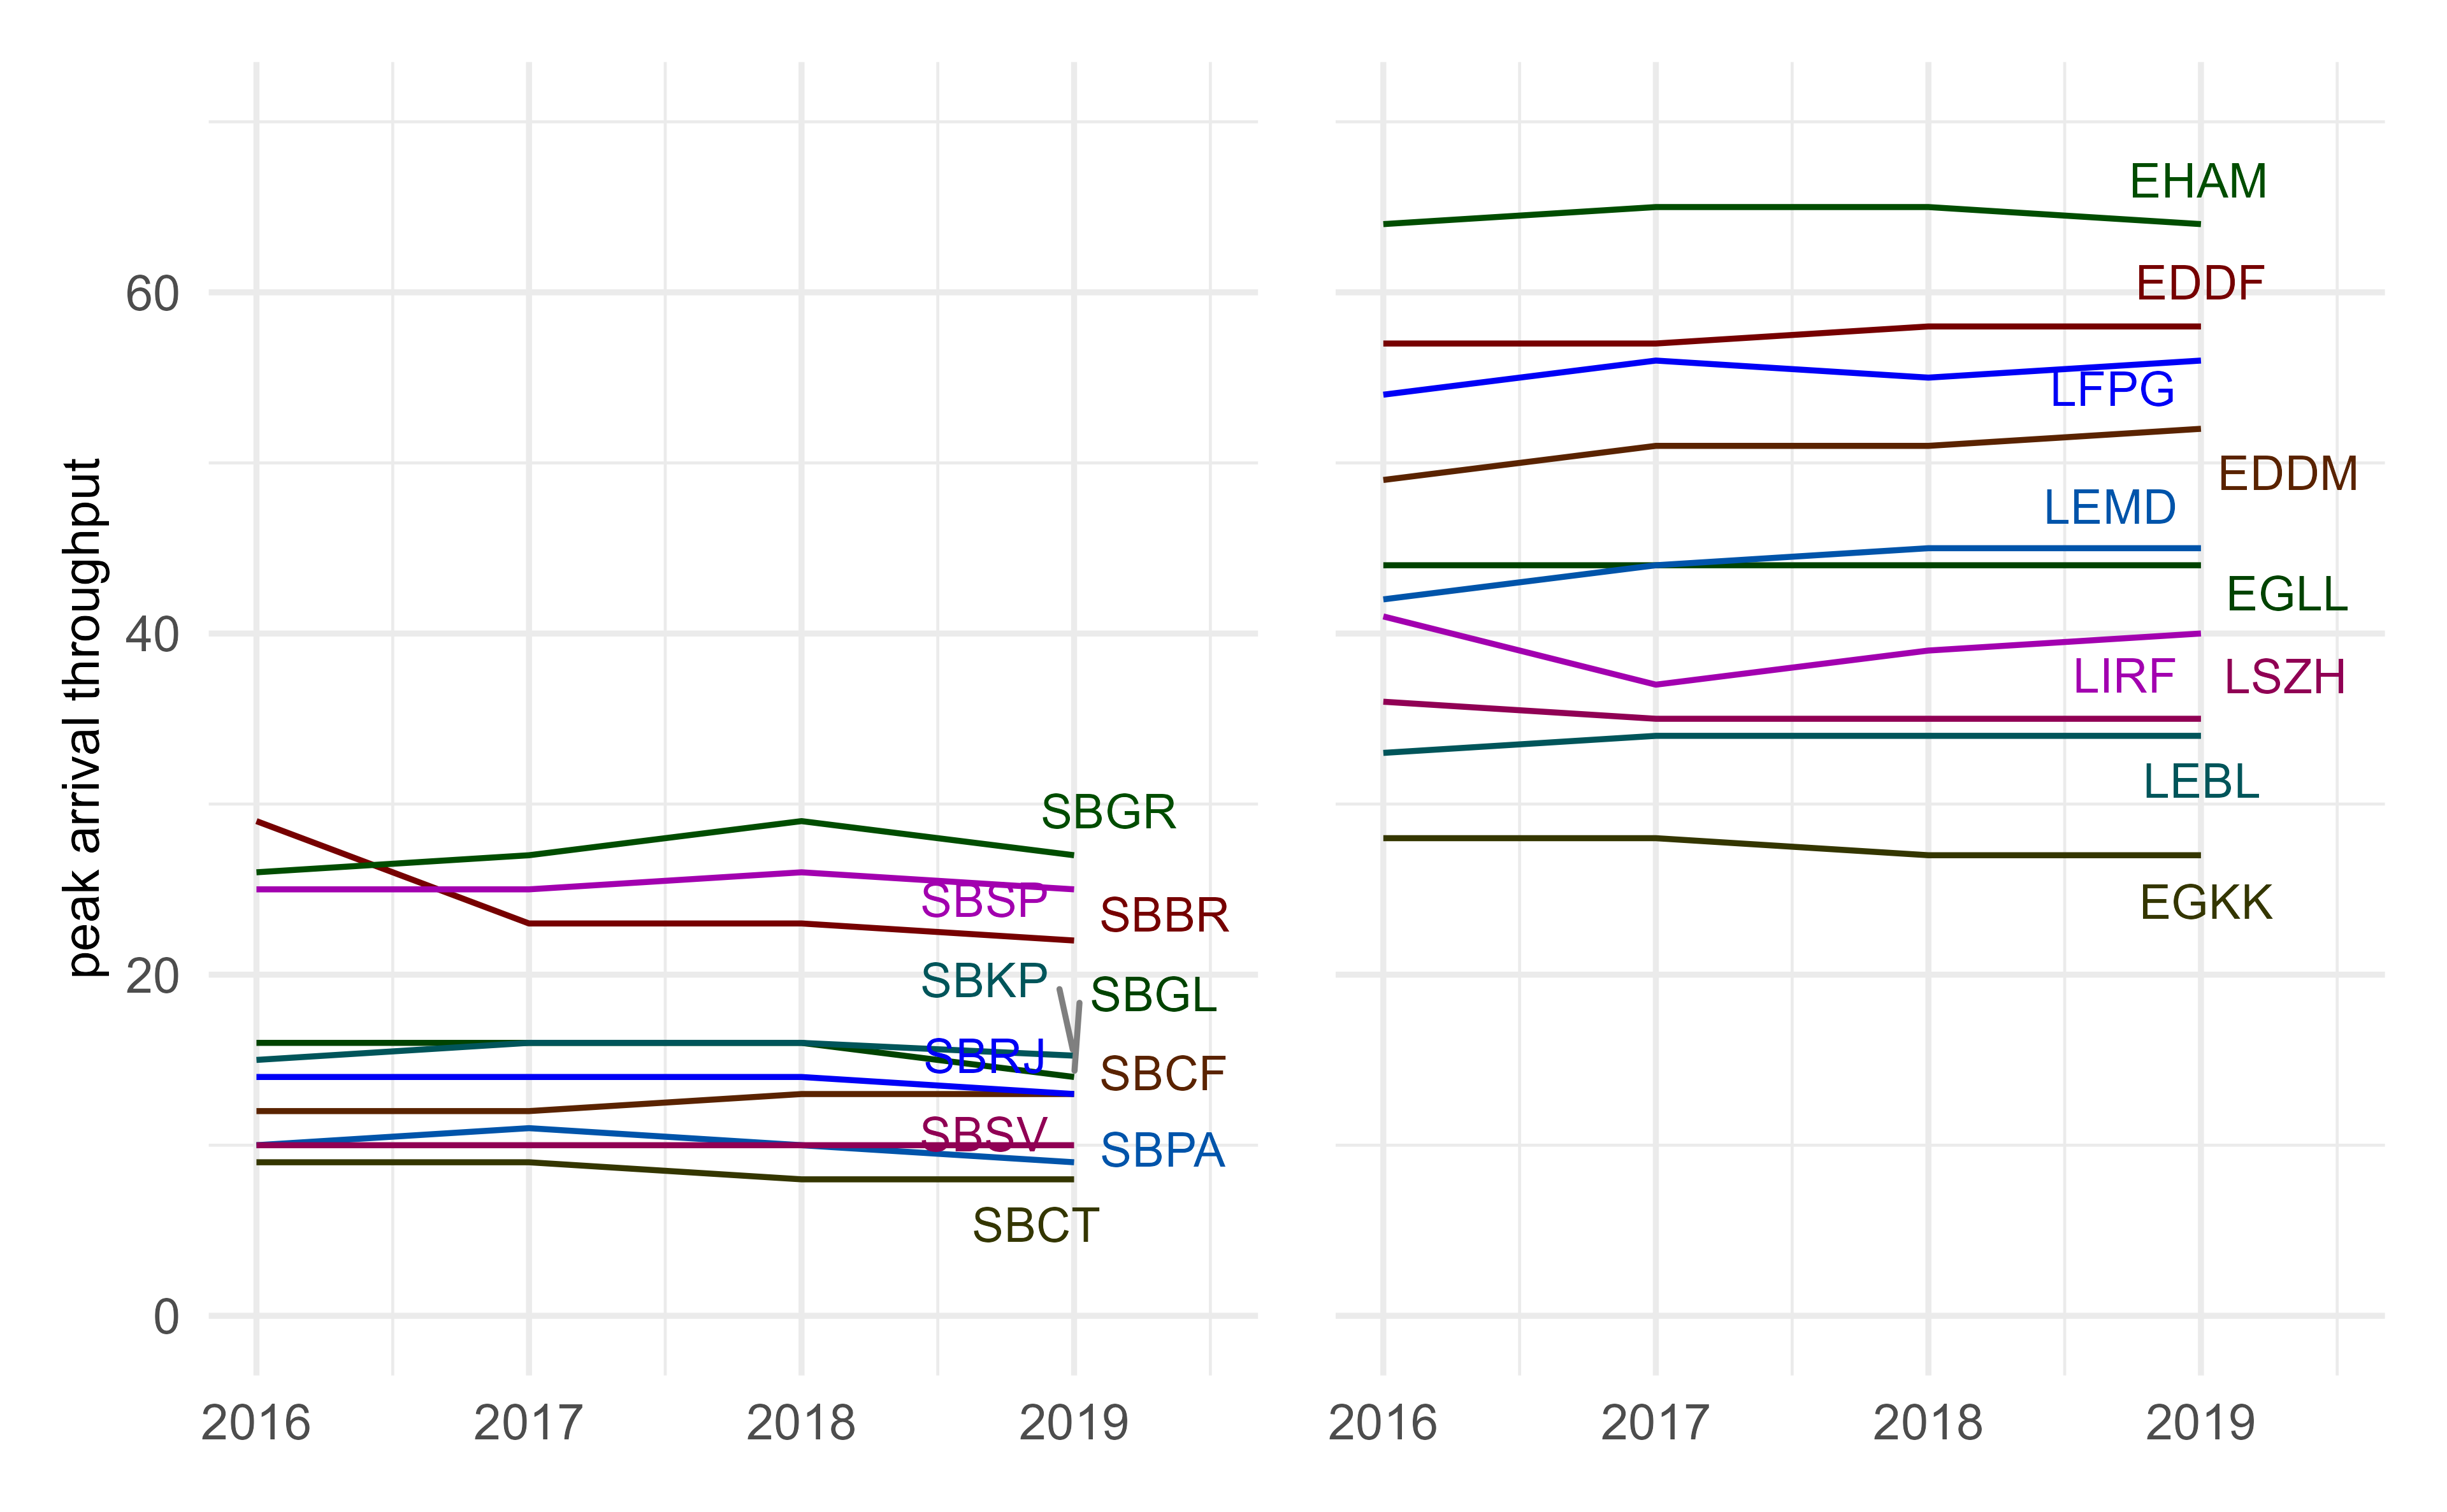 peak arrival throughput
60
40
20
0
SBGR
SBSP
SBBR
SBKP
SBGL
SBRJ
SBCF
SBSV
SBPA
SBCT
2016 2017 2018 2019
EHAM
EDDF
LFPG
EDDM
LEMD
EGLL
LIRF LSZH
LEBL
EGKK
2016 2017 2018 2019